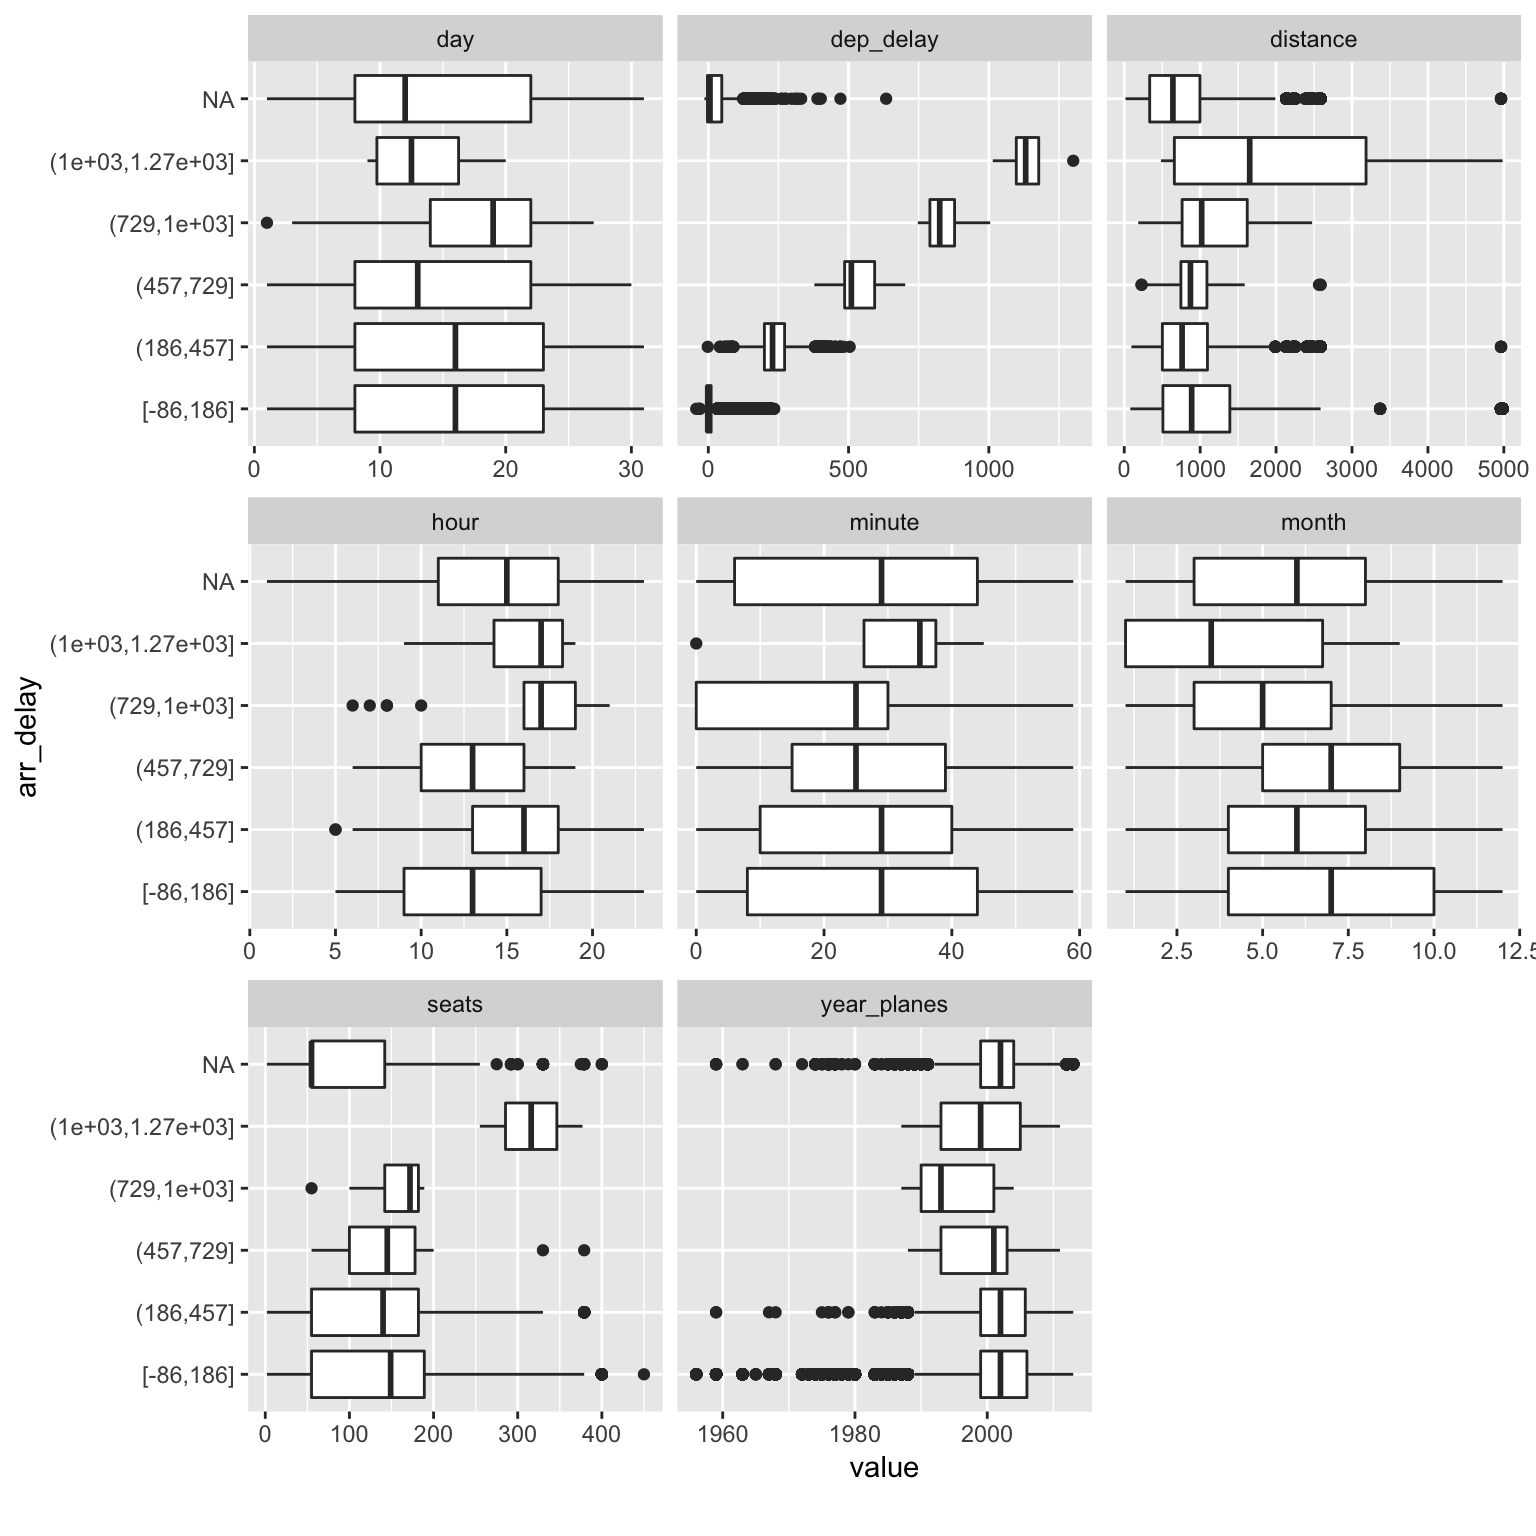 day dep_delay distance
NA
(1e+03,1.27e+03]
(729,1e+03]
(457,729]
(186,457]
[-86,186]
0 10 20 30 0 500 1000 0 1000 2000 3000 4000 5000
hour minute month
NA
(1e+03,1.27e+03]
(729,1e+03]
(457,729]
(186,457]
[-86,186]
0 5 10 15 20 0 20 40 60 2.5 5.0 7.5 10.0 12.5
arr_delay
seats year_planes
NA
(1e+03,1.27e+03]
(729,1e+03]
(457,729]
(186,457]
[-86,186]
0 100 200 300 400 1960 1980 2000
value